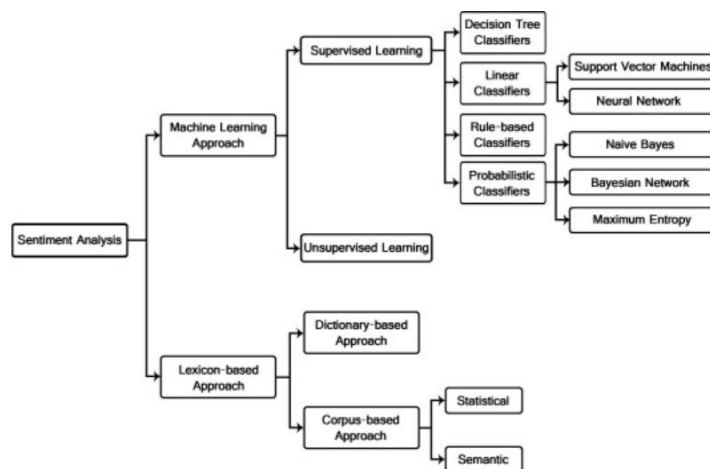 Decision Tree
Classifiers
Supervised Learning
Linear
Classifiers
Support Vector Machines
Neural Network
Machine Learning
Approach
Rule-based
Classifiers
Naive Bayes
Probabilistic
Classifiers
Bayesian Network
Maximum Entropy
Sentiment Analysis
Unsupervised Learning
Dictionary-based
Approach
Lexicon-based
Approach
Corpus-based
Approach
Statistical
Semantic